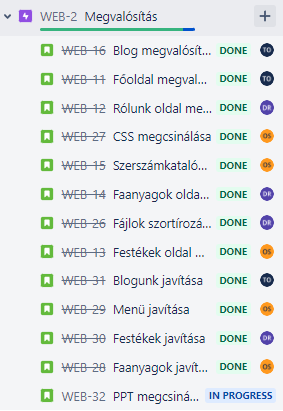 WEB-2 Megvalósítás
WEB-16 Blog megvalósít... DONE TO
WEB-11 Főoldal megval... DONE TO
WEB-12 Rólunk oldal me... DONE DR
WEB-27 CSS megcsinálása DONE OS
WEB-15 Szerszámkataló... DONE OS
WEB-14 Faanyagok olda... DONE DR
WEB-26 Fájlok szortírozá... DONE DR
WEB-13 Festékek oldal ... DONE OS
WEB-31 Blogunk javítása DONE TO
WEB-29 Menü javítása DONE OS
WEB-30 Festékek javítása DONE DR
WEB-28 Faanyagok javít... DONE OS
WEB-32 PPT megcsiná... IN PROGRESS